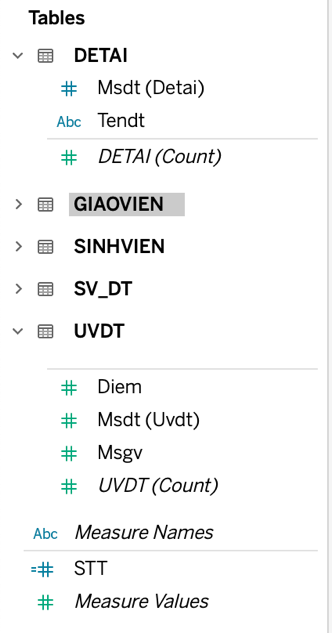 Tables
DETAI
# Msdt (Detai)
Abc Tendt
# DETAI (Count)
GIAOVIEN
SINHVIEN
SV_DT
UVDT
# Diem
# Msdt (Uvdt)
# Msgv
# UVDT (Count)
Abc Measure Names
=# STT
# Measure Values